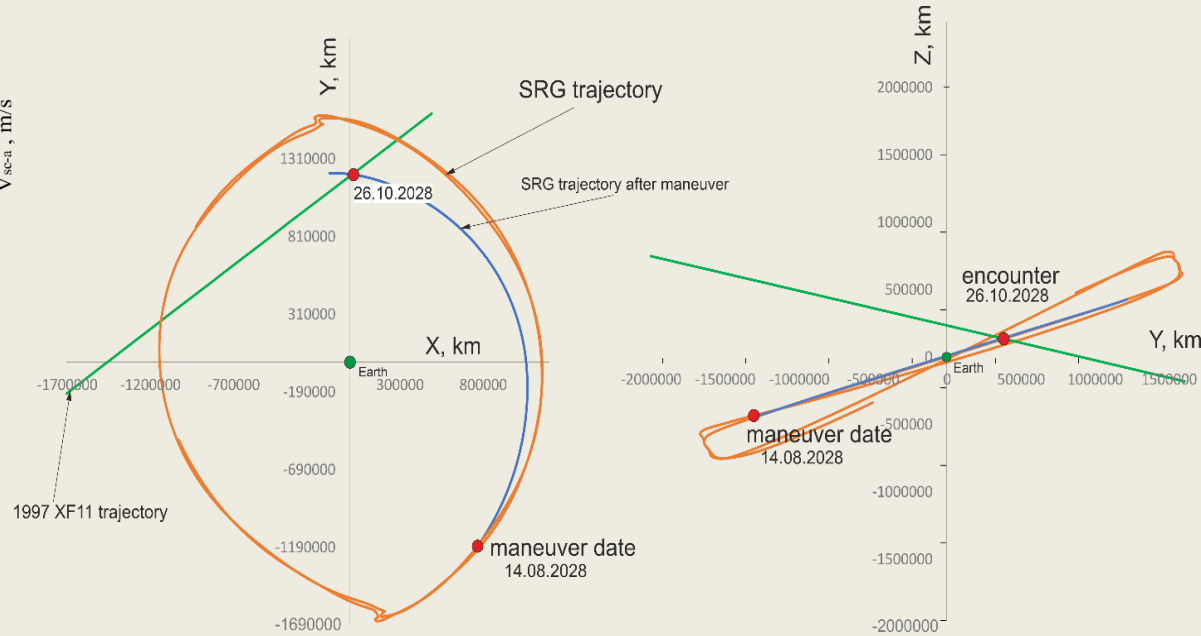 V sc-a , m/s
Y, km
SRG trajectory
SRG trajectory after maneuver
1310000
26.10.2028
810000
310000
X, km
Earth
-1700000 -1200000 -700000 300000 800000
-190000
-690000
1997 XF11 trajectory
-1190000
maneuver date
14.08.2028
-1690000
Z, km
2000000
1500000
1000000
encounter
26.10.2028
500000
Y, km
0
Earth
-2000000 -1500000 -1000000 -500000 0 500000 1000000 1500000
maneuver date
-500000
14.08.2028
-1000000
-1500000
-2000000